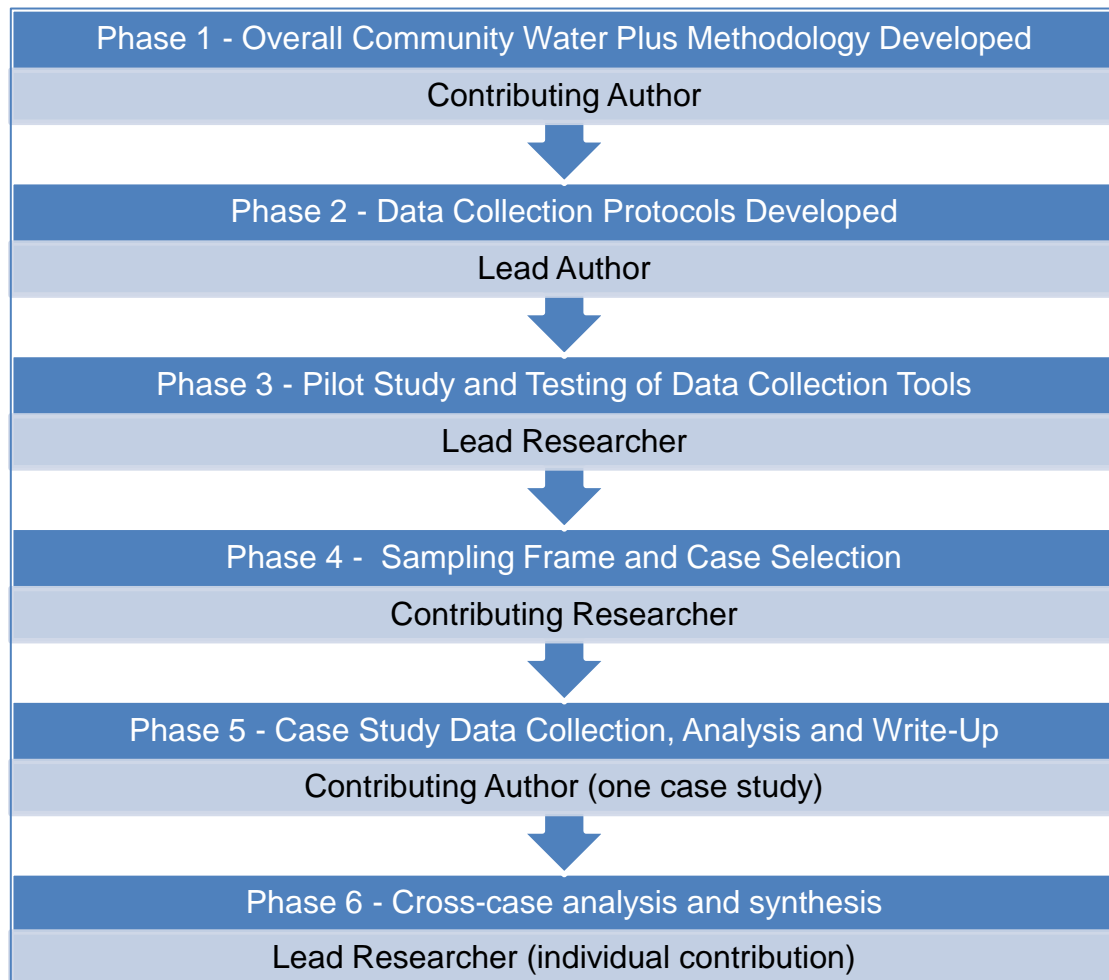 Phase 1 - Overall Community Water Plus Methodology Developed
Contributing Author
Phase 2 - Data Collection Protocols Developed
Lead Author
Phase 3 - Pilot Study and Testing of Data Collection Tools
Lead Researcher
Phase 4 -  Sampling Frame and Case Selection
Contributing Researcher
Phase 5 - Case Study Data Collection, Analysis and Write-Up
Contributing Author (one case study)
Phase 6 - Cross-case analysis and synthesis
Lead Researcher (individual contribution)